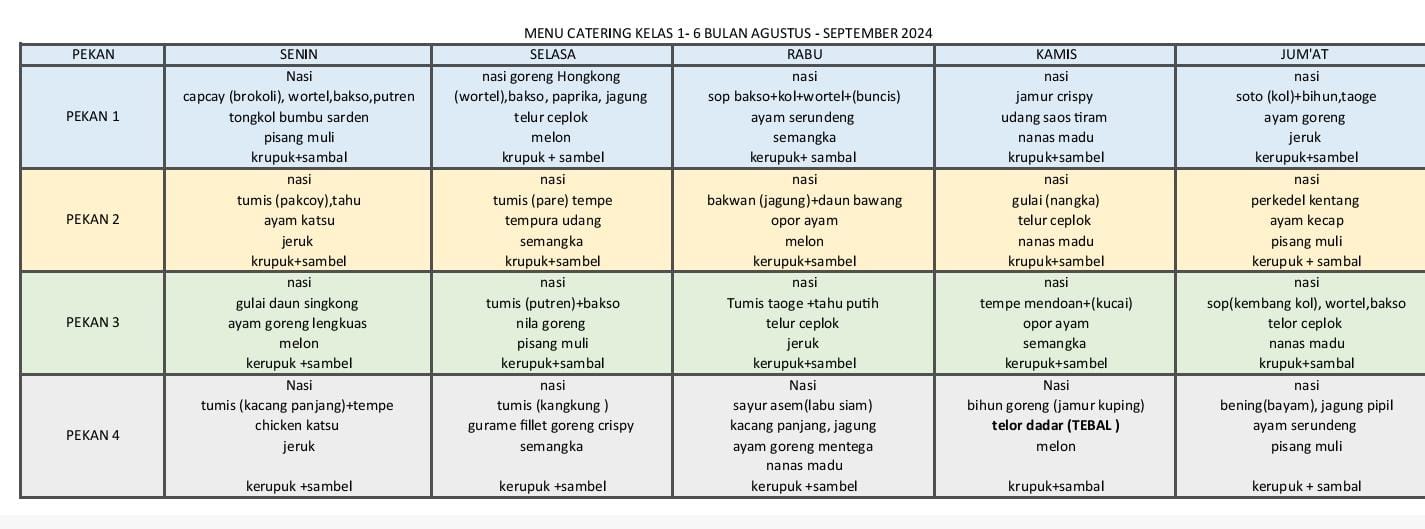 MENU CATERING KELAS 1- 6 BULAN AGUSTUS - SEPTEMBER 2024
PEKAN SENIN SELASA RABU KAMIS JUM'AT
PEKAN 1
Nasi
capcay (brokoli), wortel,bakso,putren
tongkol bumbu sarden
pisang muli
krupuk+sambal
nasi goreng Hongkong
(wortel),bakso, paprika, jagung
telur ceplok
melon
krupuk + sambel
nasi
sop bakso+kol+wortel+(buncis)
ayam serundeng
semangka
kerupuk+ sambal
nasi
jamur crispy
udang saos tiram
nanas madu
krupuk+sambel
nasi
soto (kol)+bihun,taoge
ayam goreng
jeruk
kerupuk+sambel
PEKAN 2
nasi
tumis (pakcoy),tahu
ayam katsu
jeruk
krupuk+sambel
nasi
tumis (pare) tempe
tempura udang
semangka
krupuk+sambel
nasi
bakwan (jagung)+daun bawang
opor ayam
melon
kerupuk+sambel
nasi
gulai (nangka)
telur ceplok
nanas madu
krupuk+sambel
nasi
perkedel kentang
ayam kecap
pisang muli
kerupuk + sambal
PEKAN 3
nasi
gulai daun singkong
ayam goreng lengkuas
melon
kerupuk +sambel
nasi
tumis (putren)+bakso
nila goreng
pisang muli
kerupuk+sambal
nasi
Tumis taoge +tahu putih
telur ceplok
jeruk
kerupuk+sambel
nasi
tempe mendoan+(kucai)
opor ayam
semangka
kerupuk+sambel
nasi
sop(kembang kol), wortel,bakso
telor ceplok
nanas madu
krupuk+sambal
PEKAN 4
Nasi
tumis (kacang panjang)+tempe
chicken katsu
jeruk
kerupuk +sambel
nasi
tumis (kangkung )
gurame fillet goreng crispy
semangka
kerupuk +sambel
Nasi
sayur asem(labu siam)
kacang panjang, jagung
ayam goreng mentega
nanas madu
kerupuk +sambel
Nasi
bihun goreng (jamur kuping)
telor dadar (TEBAL )
melon
krupuk+sambal
nasi
bening(bayam), jagung pipil
ayam serundeng
pisang muli
kerupuk + sambal